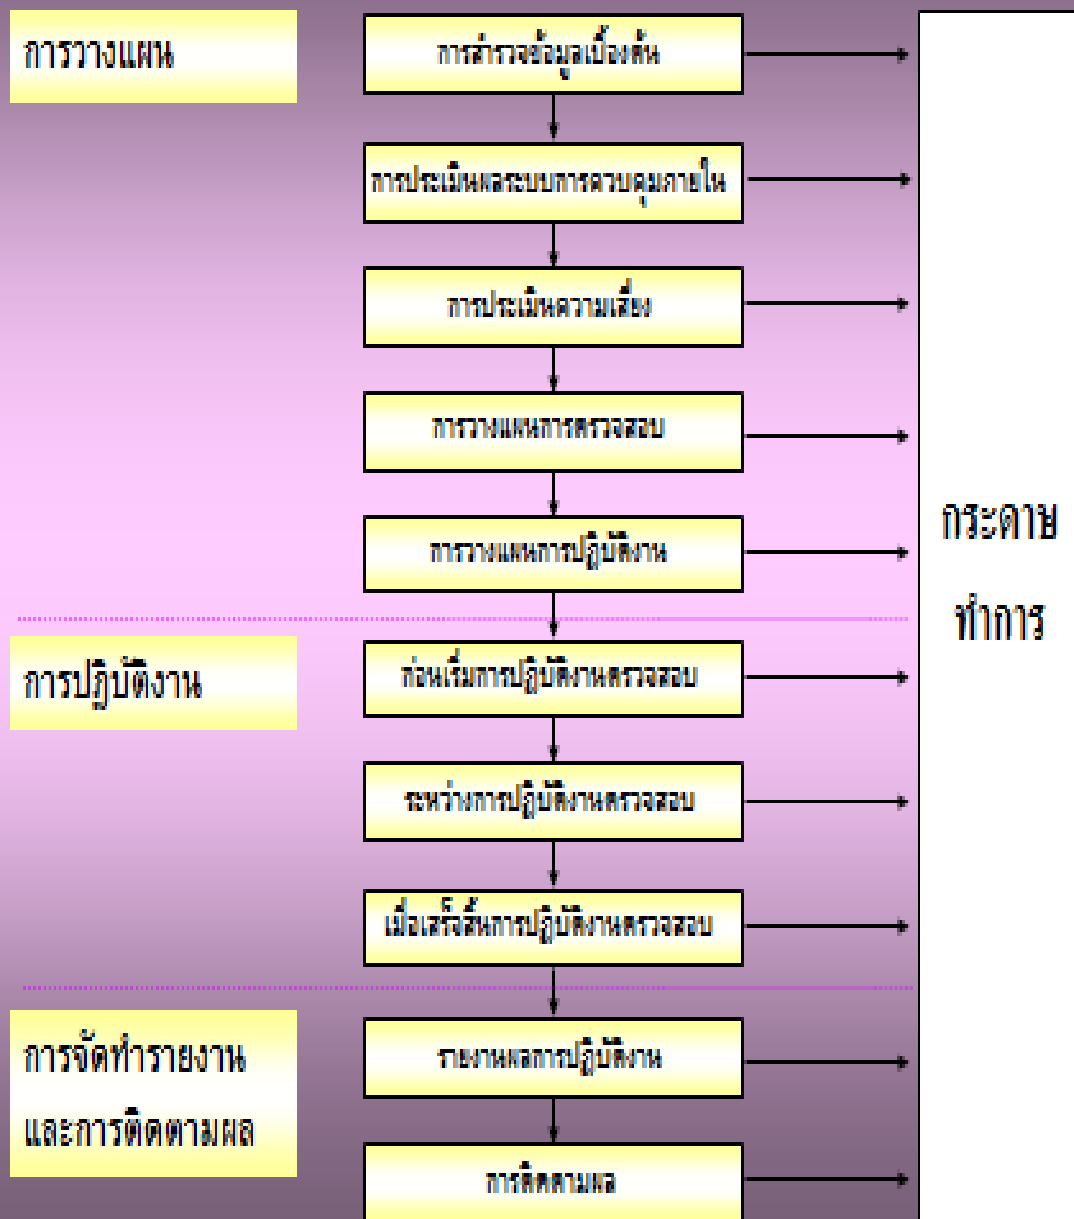 การวางแผน
การสำรวจข้อมูลเบื้องต้น
การประเมินผลระบบการควบคุมภายใน
การประเมินความเสี่ยง
การวางแผนการตรวจสอบ
การวางแผนการปฏิบัติงาน
การปฏิบัติงาน
ก่อนเริ่มการปฏิบัติงานตรวจสอบ
ระหว่างการปฏิบัติงานตรวจสอบ
เมื่อเสร็จสิ้นการปฏิบัติงานตรวจสอบ
การจัดทำรายงาน
และการติดตามผล
รายงานผลการปฏิบัติงาน
การติดตามผล
กระดาษ
ทำการ